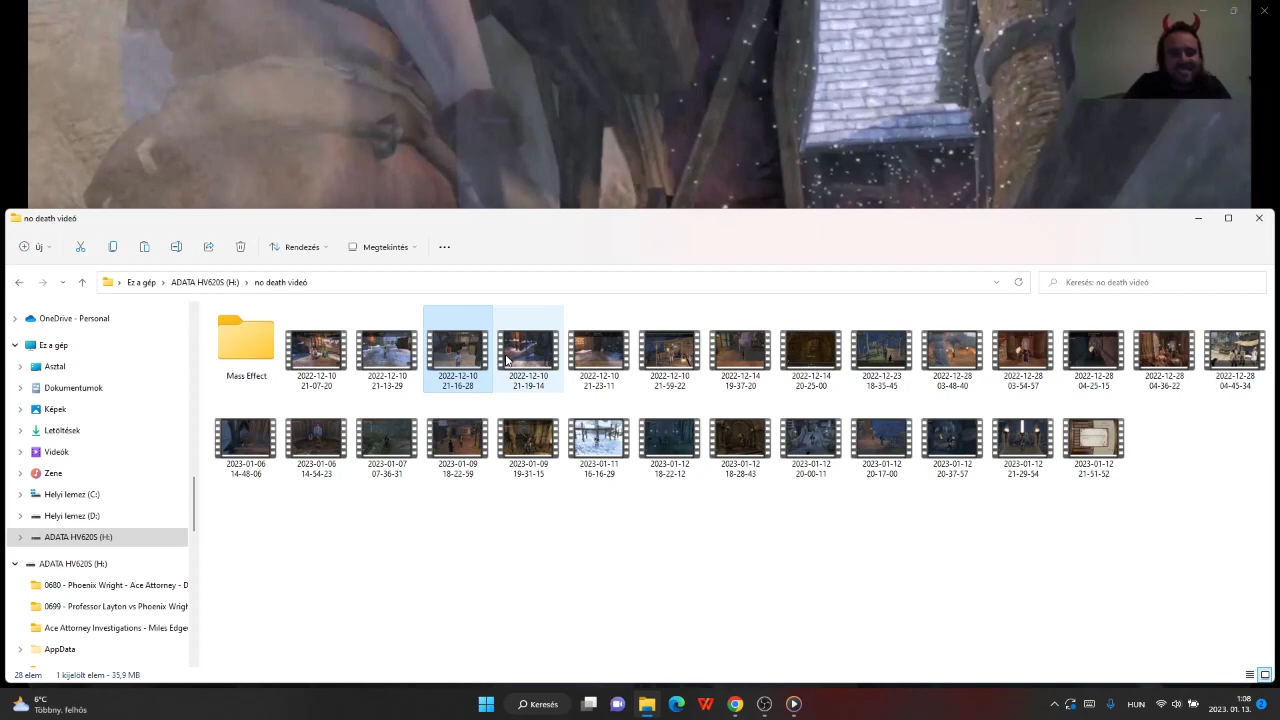 no death videó
Új
Rendezés
Megtekintés
Ez a gép
ADATA HV620S (H:)
no death videó
Keresés: no death videó
OneDrive - Personal
Ez a gép
Asztal
Dokumentumok
Képek
Letöltések
Videók
Zene
Helyi lemez (C:)
Helyi lemez (D:)
ADATA HV620S (H:)
ADATA HV620S (H:)
0680 - Phoenix Wright - Ace Attorney - D
0699 - Professor Layton vs Phoenix Wrigh
Ace Attorney Investigations - Miles Edge
AppData
Mass Effect
2022-12-10
21-07-20
2022-12-10
21-13-29
2022-12-10
21-16-28
2022-12-10
21-19-14
2022-12-10
21-23-11
2022-12-10
21-59-22
2022-12-14
19-37-20
2022-12-14
20-25-00
2022-12-23
18-35-45
2022-12-28
03-48-40
2022-12-28
03-54-57
2022-12-28
04-25-15
2022-12-28
04-36-22
2022-12-28
04-45-34
2023-01-06
14-48-06
2023-01-06
14-54-23
2023-01-07
07-36-31
2023-01-09
18-22-59
2023-01-09
19-31-15
2023-01-11
16-16-29
2023-01-12
18-22-12
2023-01-12
18-28-43
2023-01-12
20-00-11
2023-01-12
20-17-00
2023-01-12
20-37-57
2023-01-12
21-29-54
2023-01-12
21-51-52
28 elem
1 kijelölt elem - 35,9 MB
6°C
Többny. felhős
Keresés
HUN
1:08
2023. 01. 13.
2